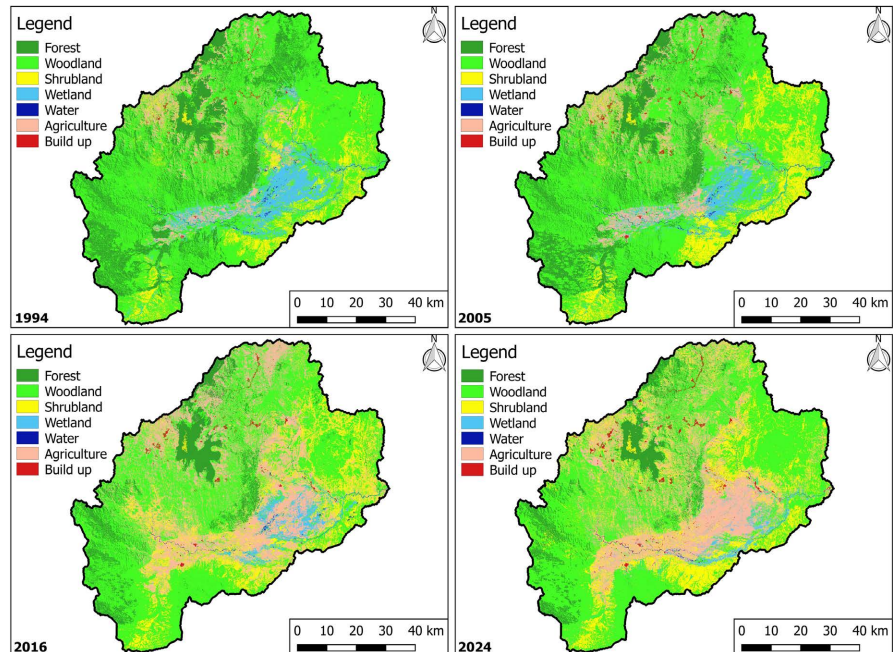 Legend
Forest
Woodland
Shrubland
Wetland
Water
Agriculture
Build up
N
0 10 20 30 40 km
1994
Legend
Forest
Woodland
Shrubland
Wetland
Water
Agriculture
Build up
N
0 10 20 30 40 km
2005
Legend
Forest
Woodland
Shrubland
Wetland
Water
Agriculture
Build up
N
0 10 20 30 40 km
2016
Legend
Forest
Woodland
Shrubland
Wetland
Water
Agriculture
Build up
N
0 10 20 30 40 km
2024